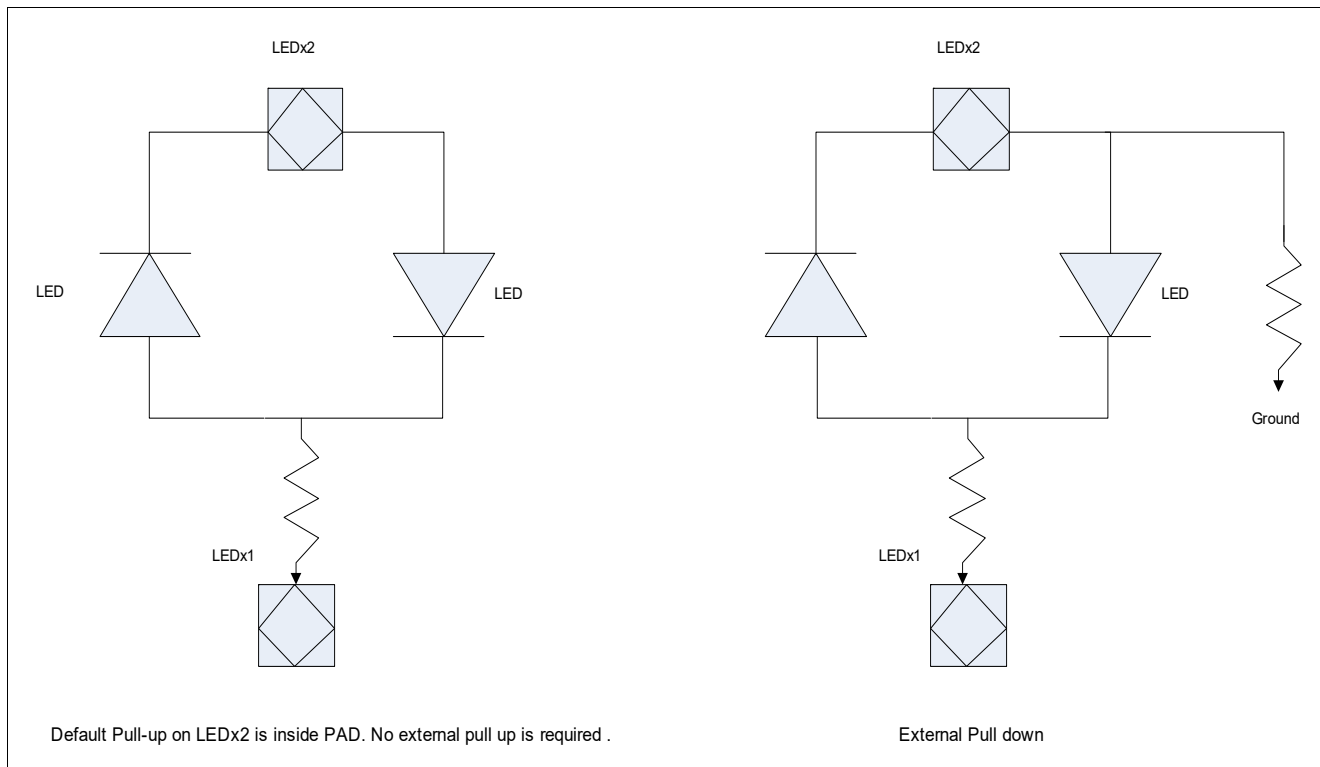 LEDx2
LED
LED
LEDx1
Default Pull-up on LEDx2 is inside PAD. No external pull up is required .
LEDx2
LED
Ground
LEDx1
External Pull down